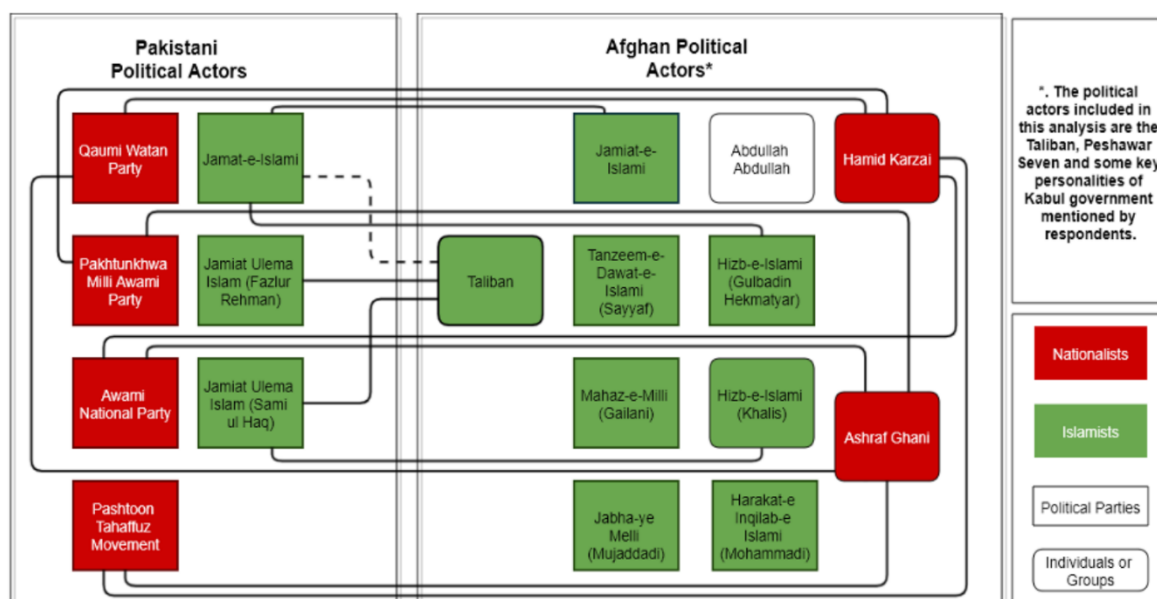 Pakistani
Political Actors
Afghan Political
Actors*
Qaumi Watan
Party
Jamat-e-Islami
Jamiat-e-
Islami
Abdullah
Abdullah
Hamid Karzai
*. The political
actors included in
this analysis are the
Taliban, Peshawar
Seven and some key
personalities of
Kabul government
mentioned by
respondents.
Pakhtunkhwa
Milli Awami
Party
Jamiat Ulema
Islam (Fazlur
Rehman)
Taliban
Tanzeem-e-
Dawat-e-
Islami
(Sayyaf)
Hizb-e-Islami
(Gulbadin
Hekmatyar)
Awami
National Party
Jamiat Ulema
Islam (Sami
ul Haq)
Mahaz-e-Milli
(Gailani)
Hizb-e-Islami
(Khalis)
Ashraf Ghani
Pashtoon
Tahaffuz
Movement
Jabha-ye
Melli
(Mujaddadi)
Harakat-e
Inqilab-e
Islami
(Mohammadi)
Nationalists
Islamists
Political Parties
Individuals or
Groups